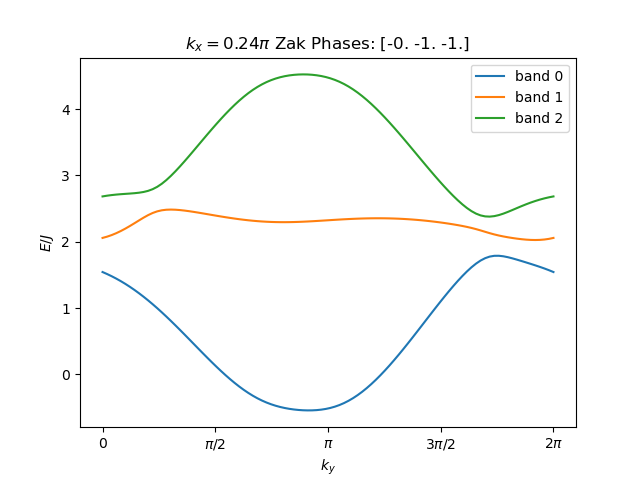 k_x = 0.24π Zak Phases: [-0. -1. -1.]
band 0
band 1
band 2
4
3
2
1
0
E/J
0
π/2
π
3π/2
2π
k_y